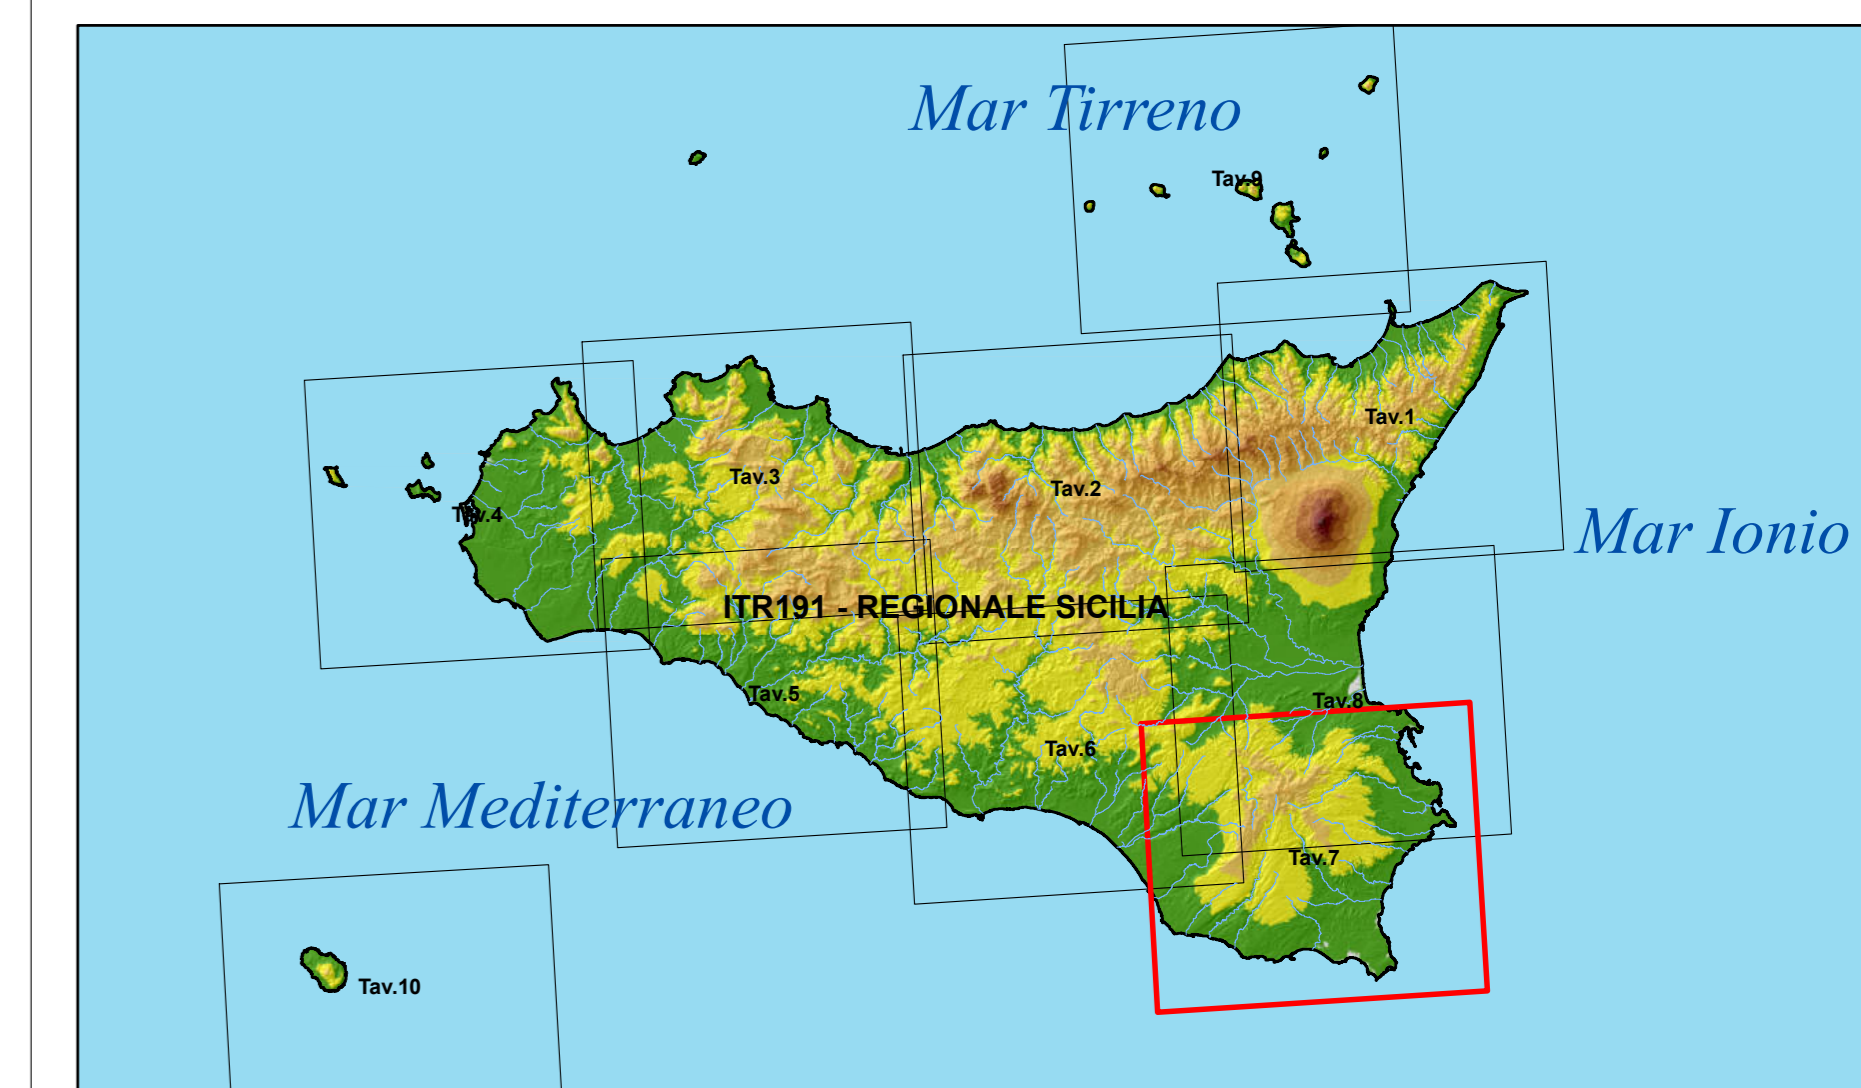 Mar Tirreno
Tav.9
Tav.1
Tav.3
Tav.2
Tav.4
Mar Ionio
ITR191 - REGIONALE SICILIA
Tav.5
Tav.8
Tav.6
Mar Mediterraneo
Tav.7
Tav.10